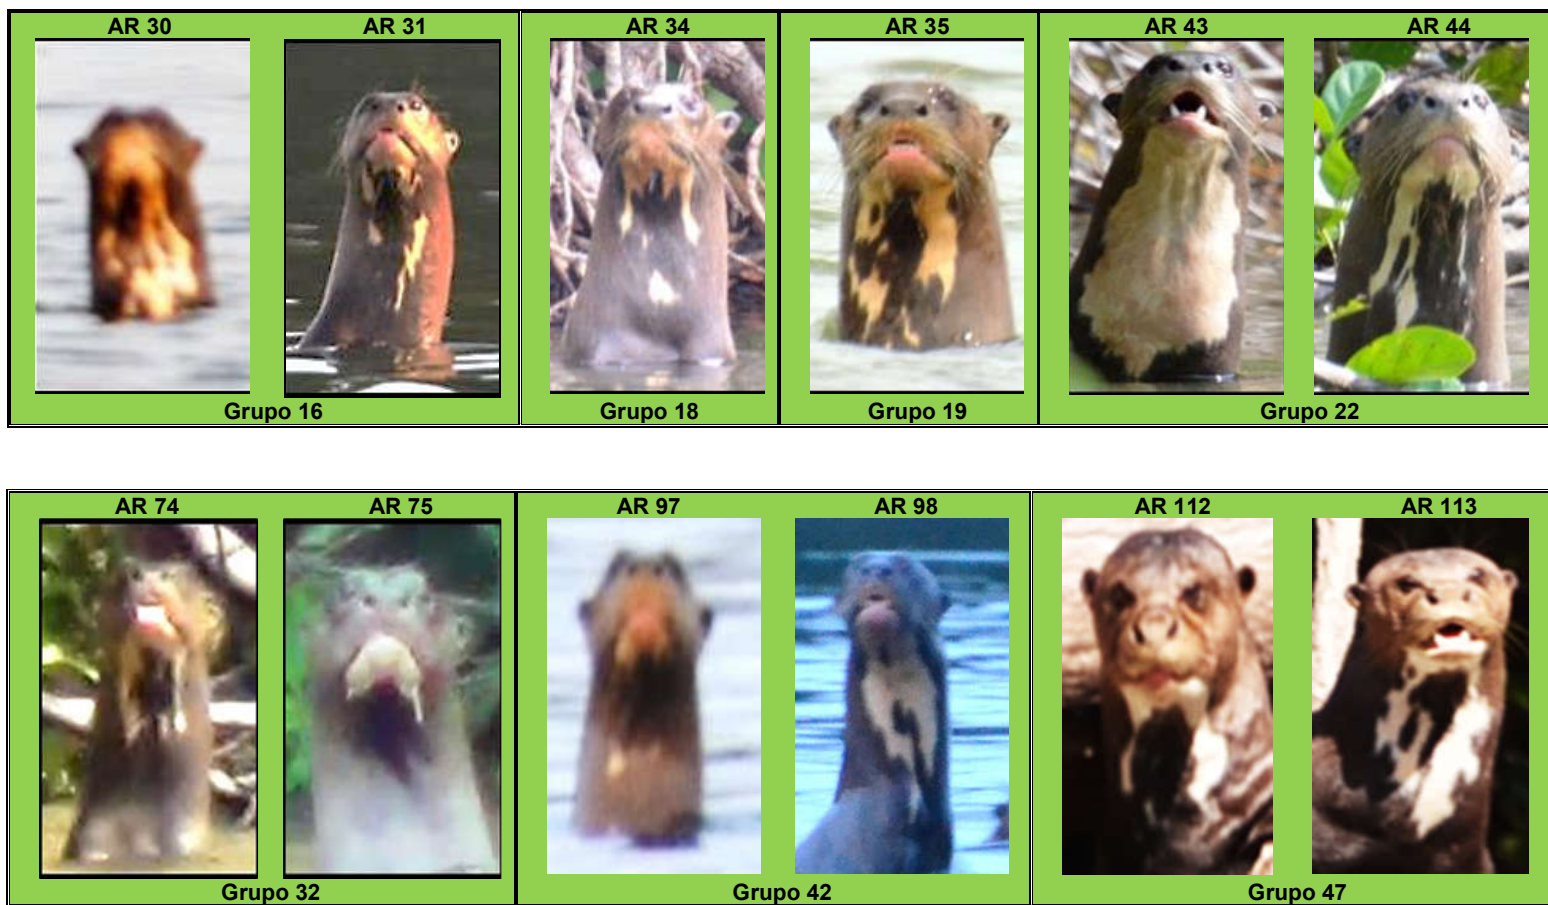 AR 30 AR 31 AR 34 AR 35 AR 43 AR 44
Grupo 16 Grupo 18 Grupo 19 Grupo 22
AR 74 AR 75 AR 97 AR 98 AR 112 AR 113
Grupo 32 Grupo 42 Grupo 47